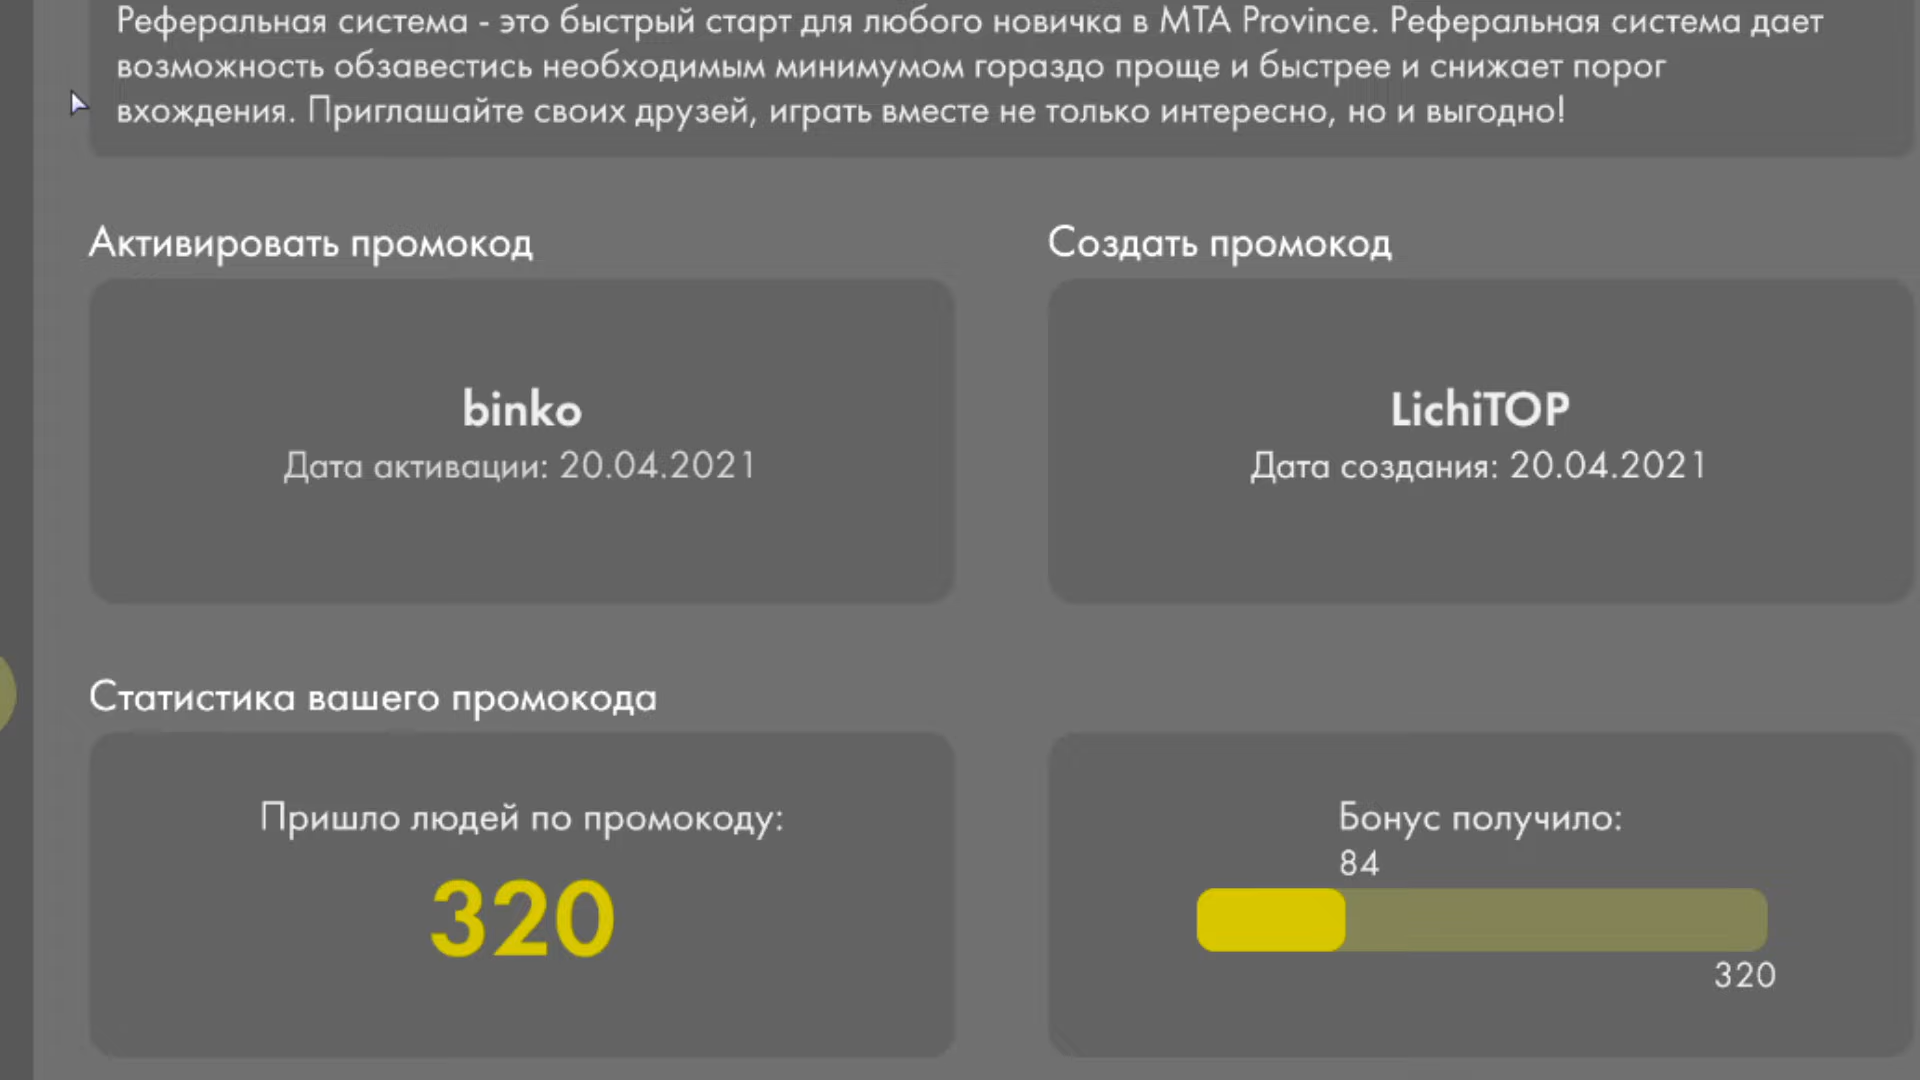 Реферальная система - это быстрый старт для любого новичка в MTA Province. Реферальная система дает
возможность обзавестись необходимым минимумом гораздо проще и быстрее и снижает порог
вхождения. Приглашайте своих друзей, играть вместе не только интересно, но и выгодно!
Активировать промокод
Создать промокод
binko
Дата активации: 20.04.2021
LichiTOP
Дата создания: 20.04.2021
Статистика вашего промокода
Пришло людей по промокоду:
320
Бонус получило:
84
320